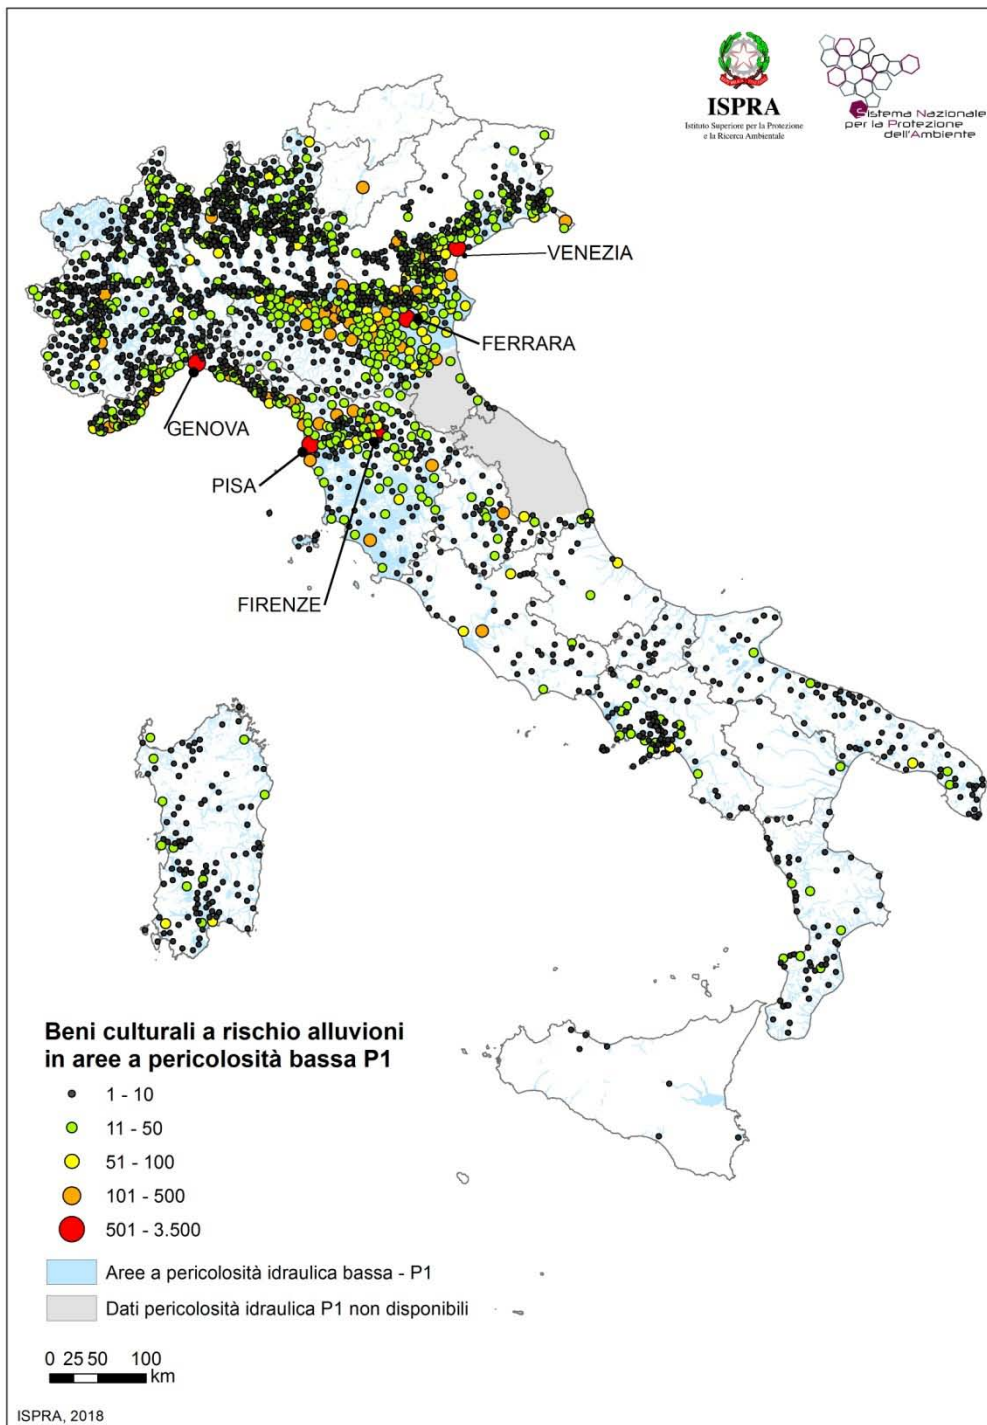 ISPRA
Istituto Superiore per la Protezione
e la Ricerca Ambientale
Sistema Nazionale
per la Protezione
dell'Ambiente
VENEZIA
FERRARA
GENOVA
PISA
FIRENZE
Beni culturali a rischio alluvioni
in aree a pericolosità bassa P1
1 - 10
11 - 50
51 - 100
101 - 500
501 - 3.500
Aree a pericolosità idraulica bassa - P1
Dati pericolosità idraulica P1 non disponibili
0 25 50 100
km
ISPRA, 2018